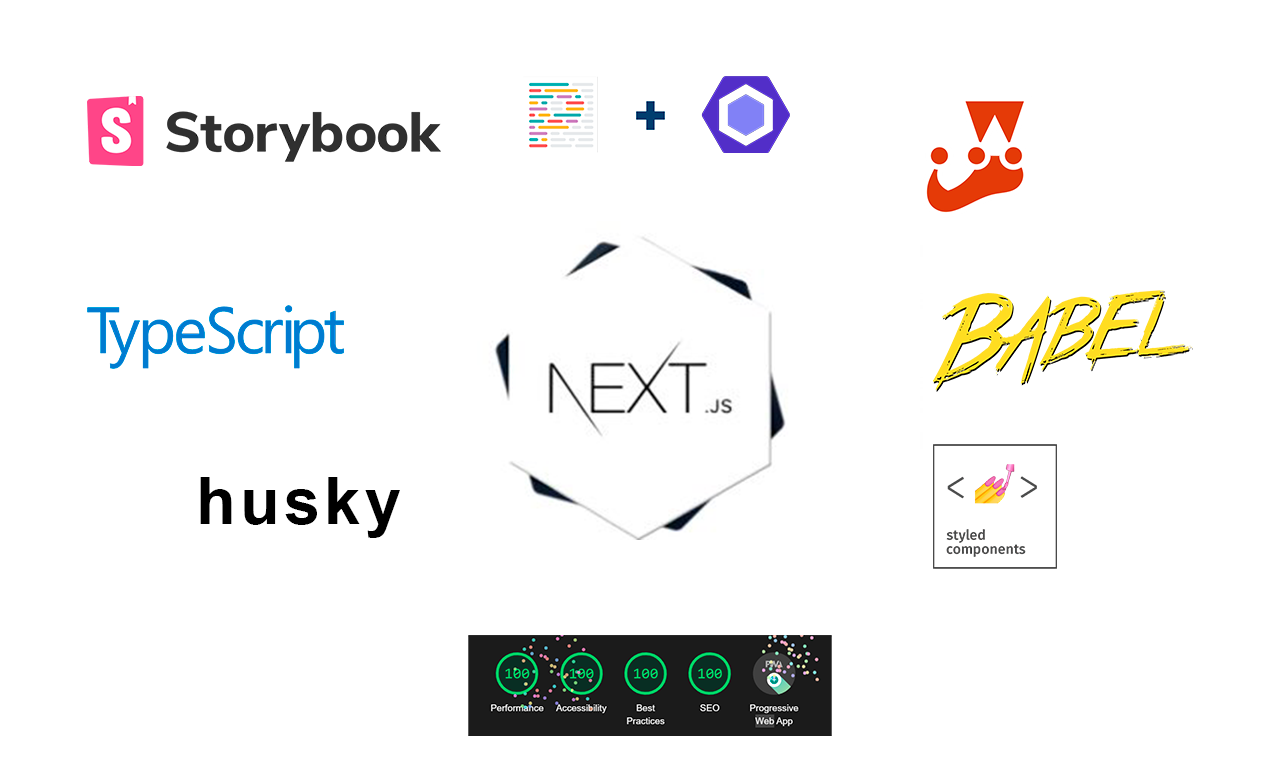 S Storybook
TypeScript
NEXT.JS
BABEL
husky
styled
components
100 100 100 100 PWA
Performance Accessibility Best SEO Progressive
Practices Web App